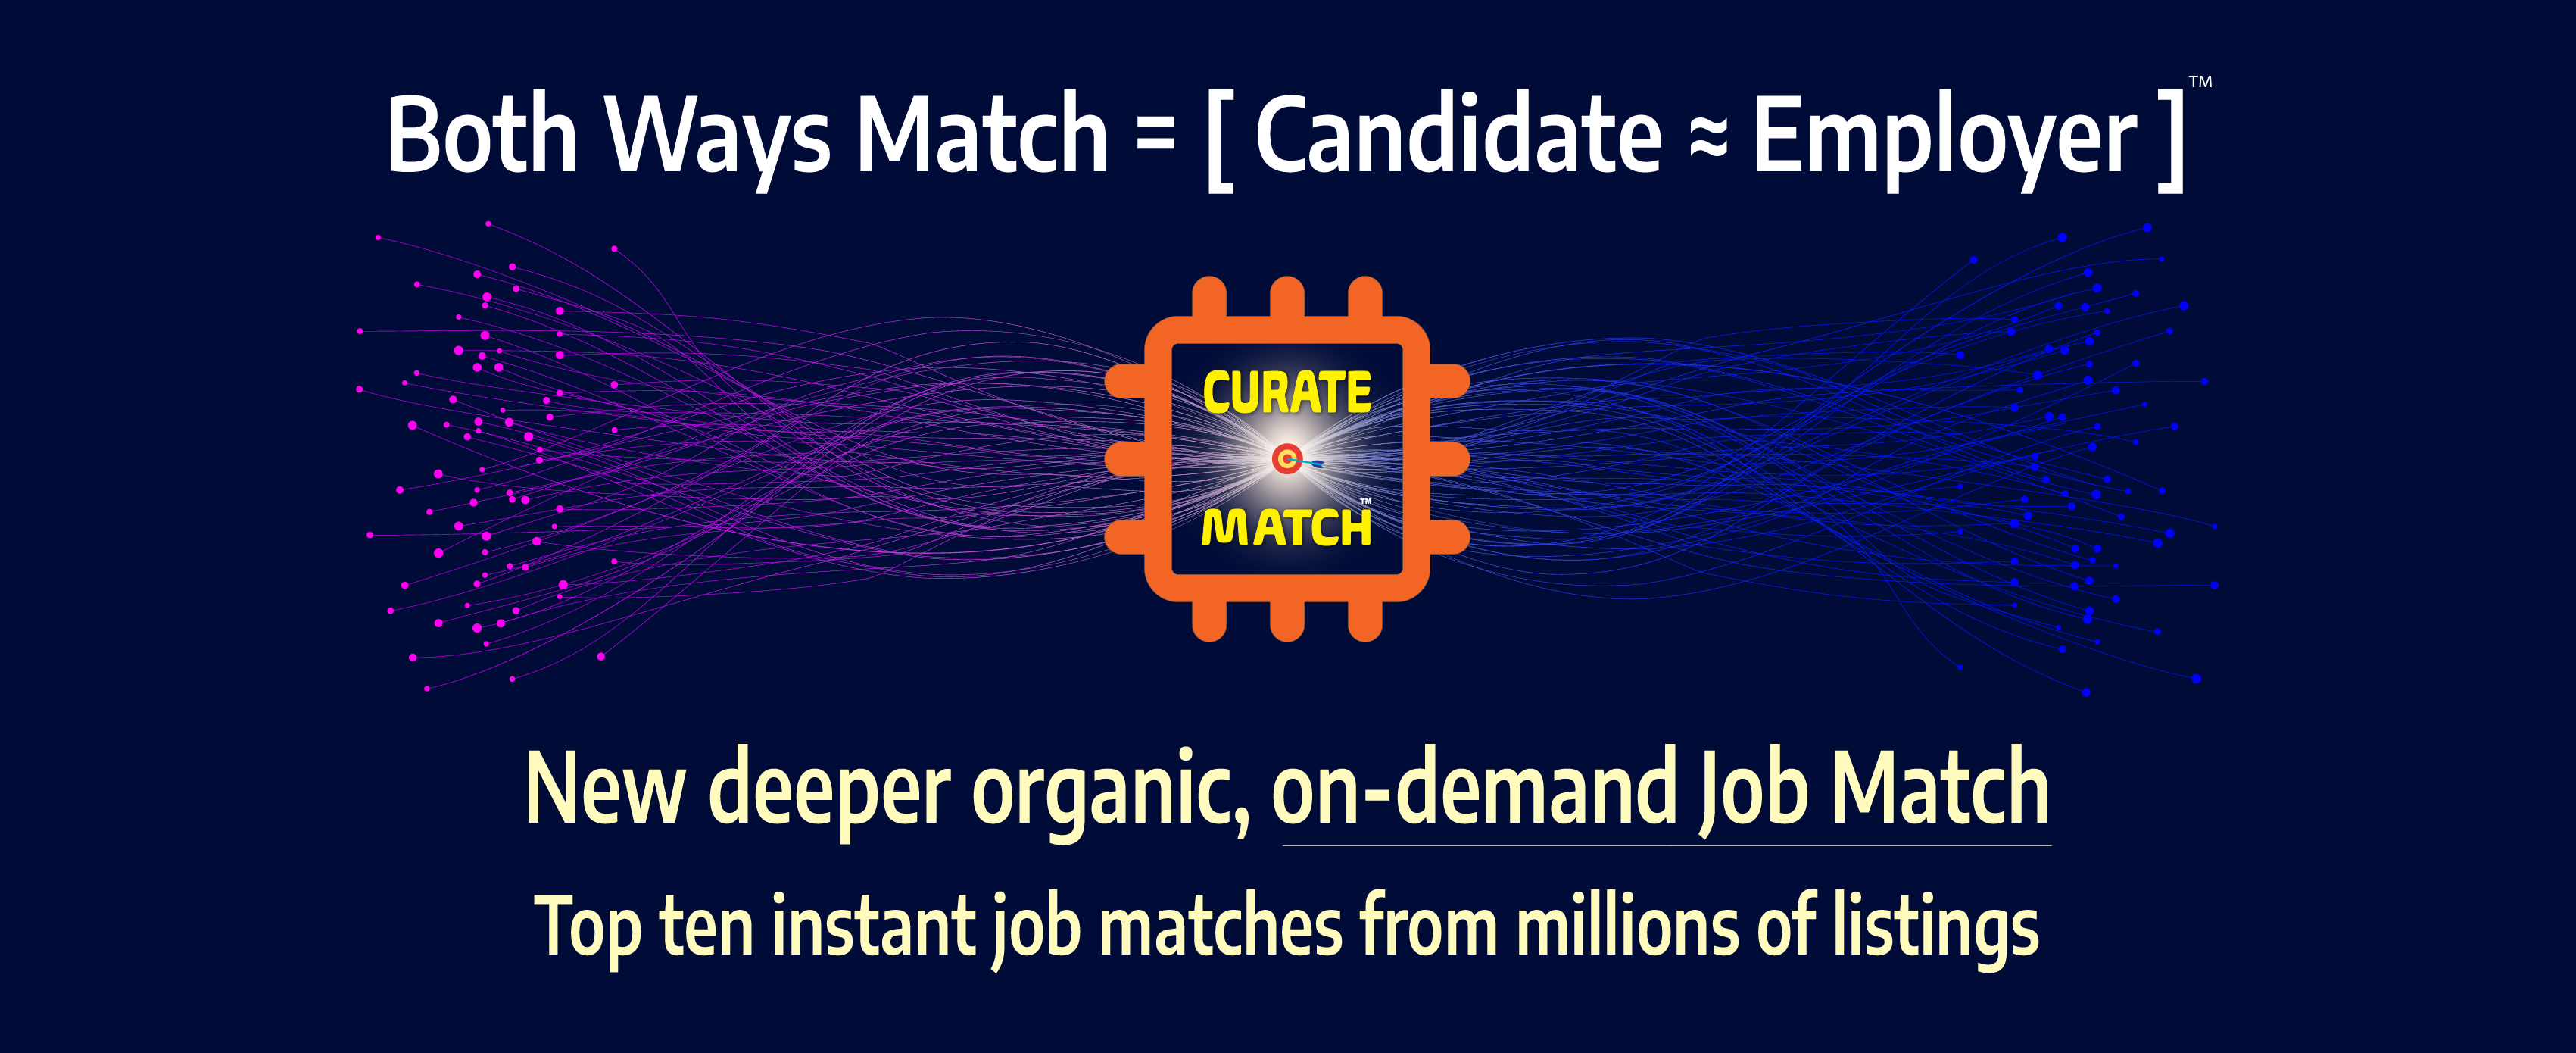 Both Ways Match = [ Candidate ≈ Employer ]™
CURATE
MATCH™
New deeper organic, on-demand Job Match
Top ten instant job matches from millions of listings